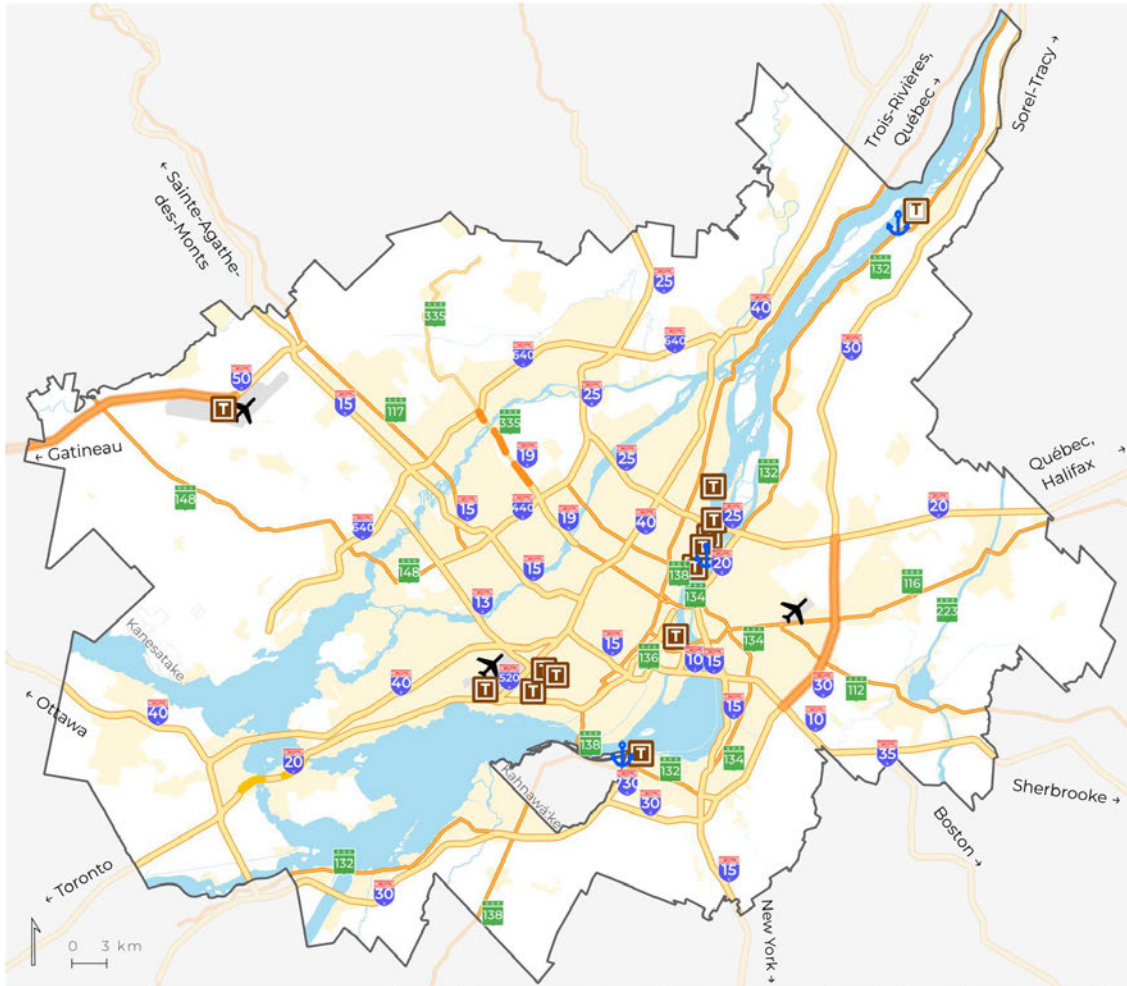 Trois-Rivières,
Québec →
Sorel-Tracy →
← Sainte-Agathe-
des-Monts
132
25
40
335
30
640
640
50
25
15
117
335
← Gatineau
19
25
132
Québec,
Halifax →
148
15
440
19
40
25
20
640
148
15
138
20
116
13
134
223
Kanesatake
15
136
10
15
134
520
40
30
112
← Ottawa
40
15
10
138
20
132
134
35
730
Kahnawà:ke
30
Sherbrooke →
Boston →
← Toronto
132
15
30
138
New York →
0 3 km
T
T
T
T
T
T
T
T
T
T
T
T